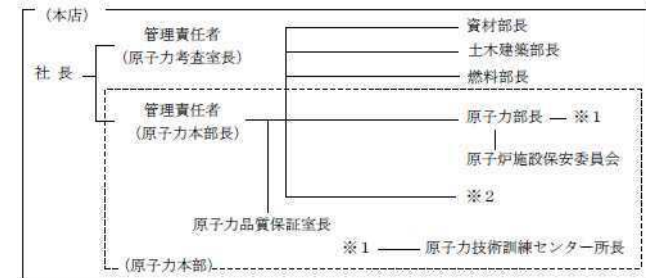 (本店)
管理責任者
(原子力考査室長)
社 長
資材部長
土木建築部長
燃料部長
管理責任者
(原子力本部長)
原子力部長 ― ※1
原子炉施設保安委員会
※2
原子力品質保証室長
※1 ―― 原子力技術訓練センター所長
(原子力本部)